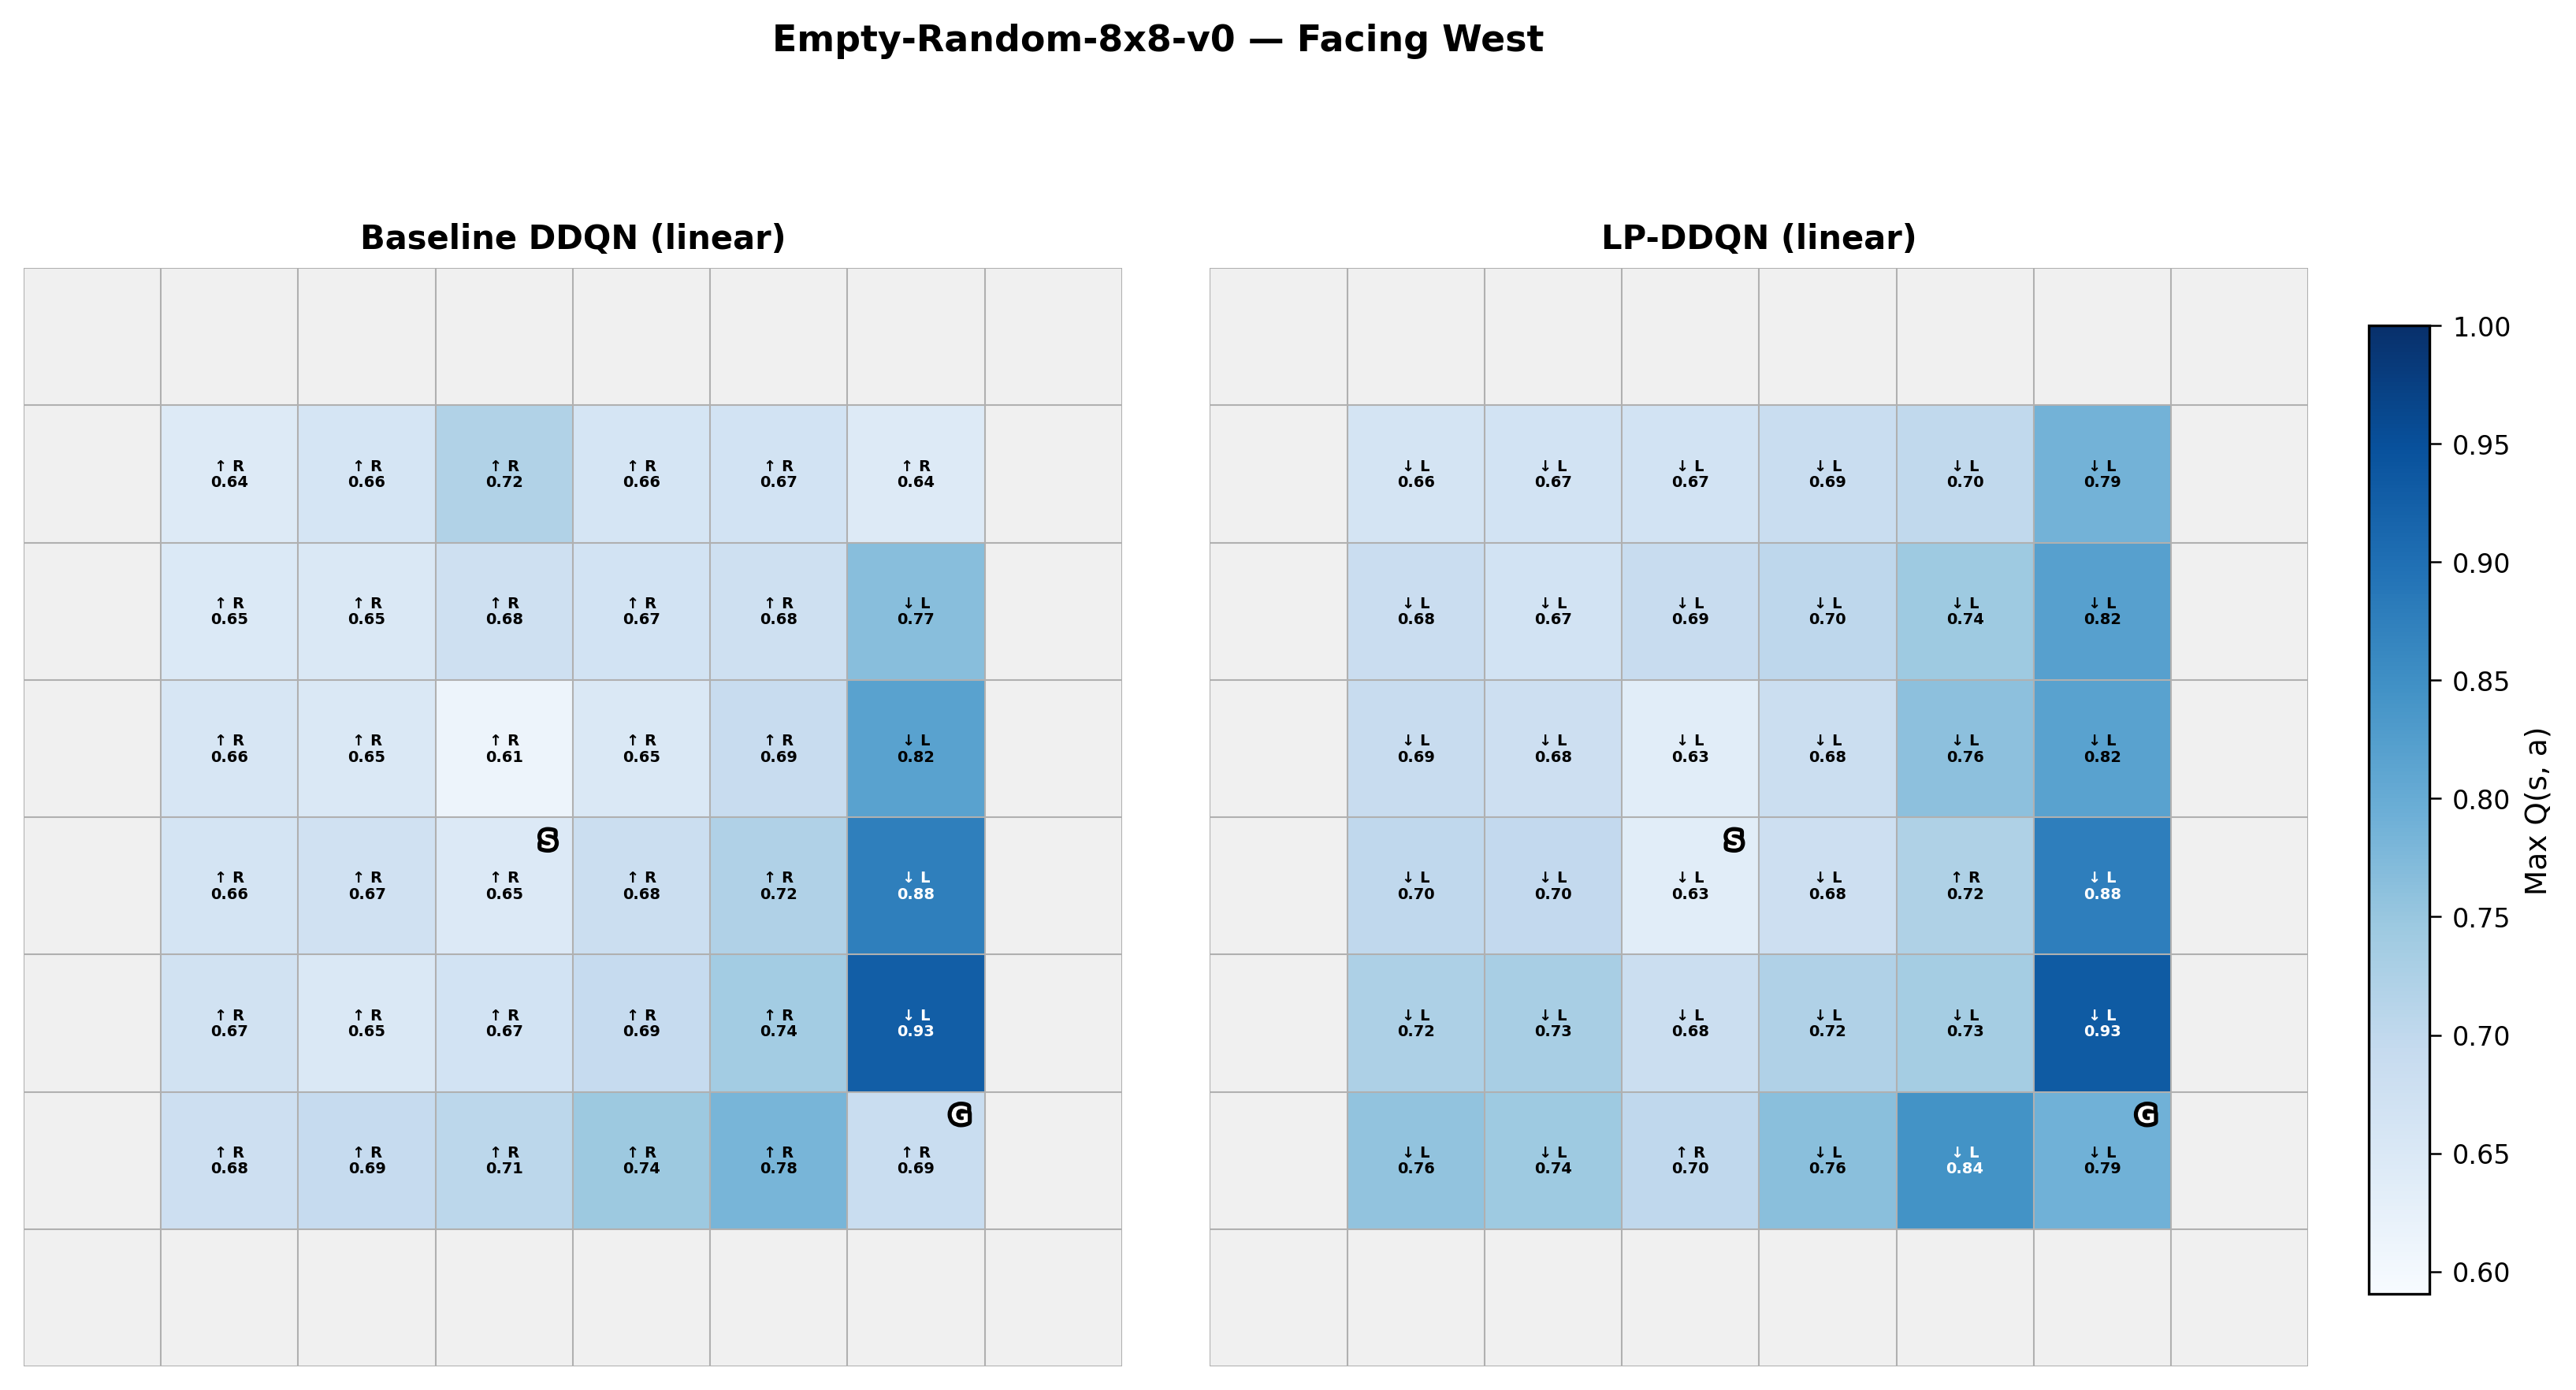 Empty-Random-8x8-v0 — Facing West
Baseline DDQN (linear)
↑ R ↑ R ↑ R ↑ R ↑ R ↑ R
0.64 0.66 0.72 0.66 0.67 0.64
↑ R ↑ R ↑ R ↑ R ↑ R ↓ L
0.65 0.65 0.68 0.67 0.68 0.77
↑ R ↑ R ↑ R ↑ R ↑ R ↓ L
0.66 0.65 0.61 0.65 0.69 0.82
S
↑ R ↑ R ↑ R ↑ R ↑ R ↓ L
0.66 0.67 0.65 0.68 0.72 0.88
↑ R ↑ R ↑ R ↑ R ↑ R ↓ L
0.67 0.65 0.67 0.69 0.74 0.93
G
↑ R ↑ R ↑ R ↑ R ↑ R ↑ R
0.68 0.69 0.71 0.74 0.78 0.69
LP-DDQN (linear)
↓ L ↓ L ↓ L ↓ L ↓ L ↓ L
0.66 0.67 0.67 0.69 0.70 0.79
↓ L ↓ L ↓ L ↓ L ↓ L ↓ L
0.68 0.67 0.69 0.70 0.74 0.82
↓ L ↓ L ↓ L ↓ L ↓ L ↓ L
0.69 0.68 0.63 0.68 0.76 0.82
S
↓ L ↓ L ↓ L ↓ L ↑ R ↓ L
0.70 0.70 0.63 0.68 0.72 0.88
↓ L ↓ L ↓ L ↓ L ↓ L ↓ L
0.72 0.73 0.68 0.72 0.73 0.93
G
↓ L ↓ L ↑ R ↓ L ↓ L ↓ L
0.76 0.74 0.70 0.76 0.84 0.79
1.00
0.95
0.90
0.85
0.80
0.75
0.70
0.65
0.60
Max Q(s, a)